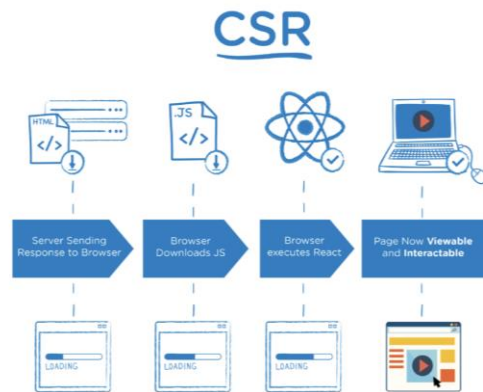 CSR
HTML
</>
.JS
</>
Server Sending
Response to Browser
Browser
Downloads JS
Browser
executes React
Page Now Viewable
and Interactable
LOADING
LOADING
LOADING